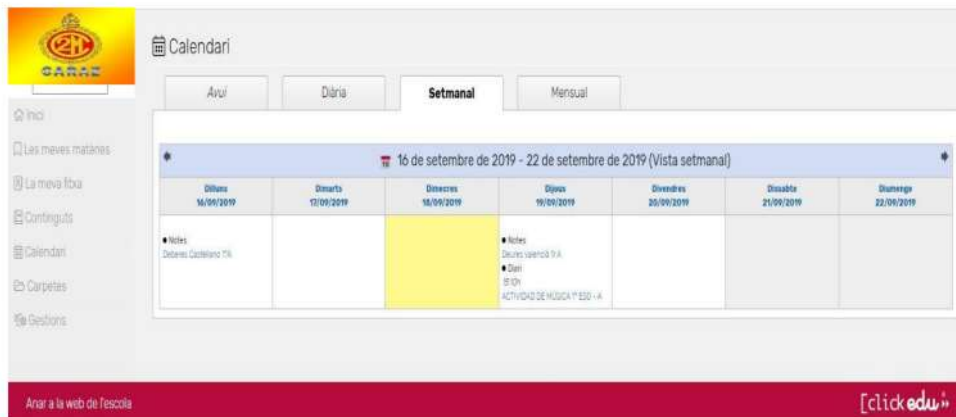 CARAZ
Calendari
Avui
Diària
Setmanal
Mensual
Inici
Les meves matèries
La meva fitxa
Continguts
Calendari
Carpetes
Gestions
16 de setembre de 2019 - 22 de setembre de 2019 (Vista setmanal)
Dilluns
16/09/2019
Dimarts
17/09/2019
Dimecres
18/09/2019
Dijous
19/09/2019
Divendres
20/09/2019
Dissabte
21/09/2019
Diumenge
22/09/2019
Notes
Deberes Castellano
Notes
Deures valencià
Diari
ACTIVIDAD DE MÚSICA 1º ESO - A
Anar a la web de l'escola
[clickedu